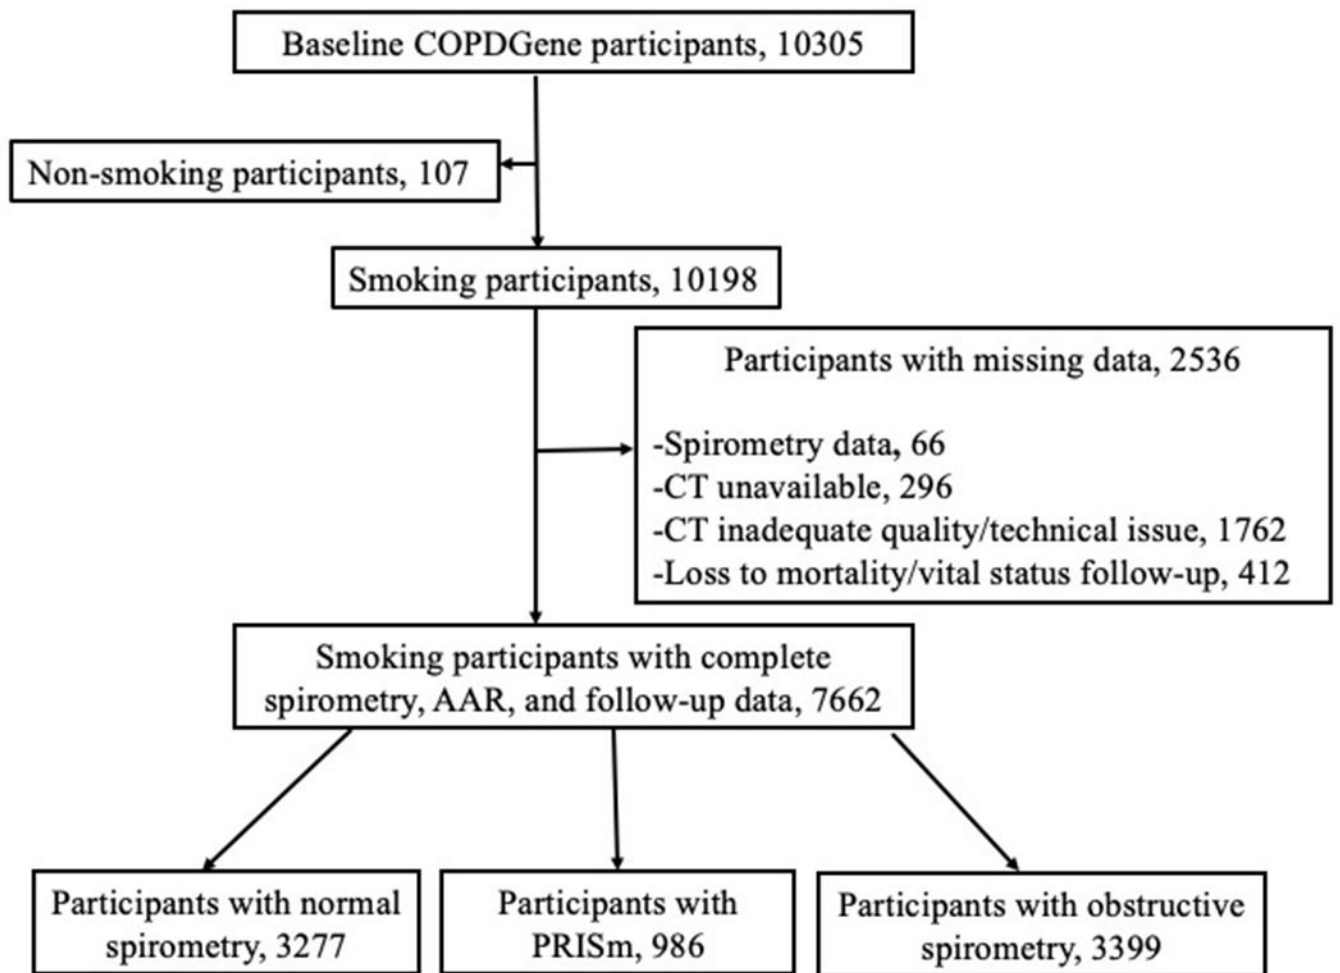 Baseline COPDGene participants, 10305
Non-smoking participants, 107
Smoking participants, 10198
Participants with missing data, 2536
-Spirometry data, 66
-CT unavailable, 296
-CT inadequate quality/technical issue, 1762
-Loss to mortality/vital status follow-up, 412
Smoking participants with complete
spirometry, AAR, and follow-up data, 7662
Participants with normal
spirometry, 3277
Participants with
PRISm, 986
Participants with obstructive
spirometry, 3399